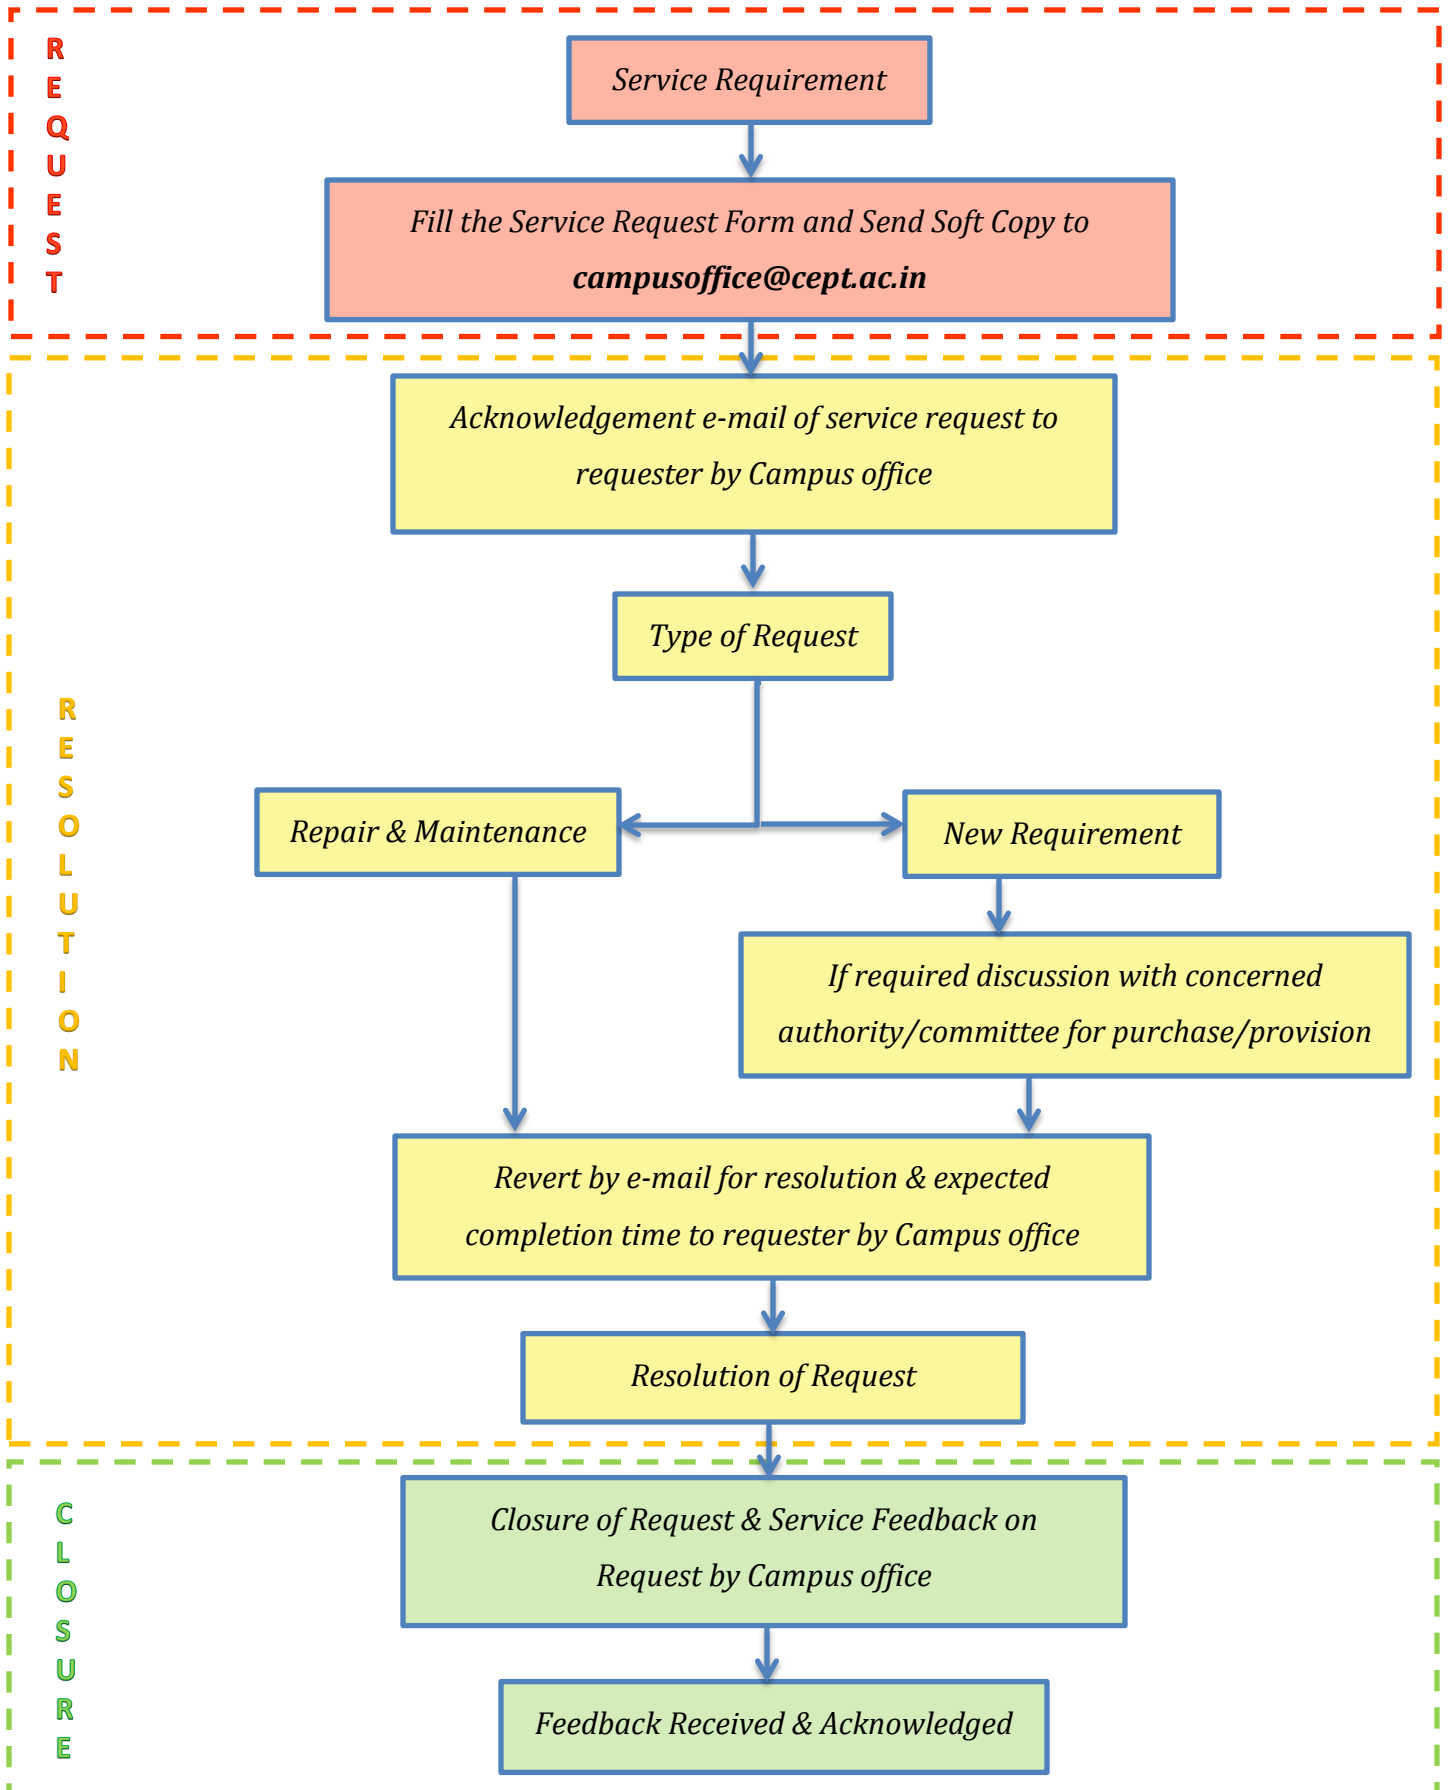 REQUEST
Service Requirement
Fill the Service Request Form and Send Soft Copy to
campusoffice@cept.ac.in
RESOLUTION
Acknowledgement e-mail of service request to
requester by Campus office
Type of Request
Repair & Maintenance
New Requirement
If required discussion with concerned
authority/committee for purchase/provision
Revert by e-mail for resolution & expected
completion time to requester by Campus office
Resolution of Request
CLOSURE
Closure of Request & Service Feedback on
Request by Campus office
Feedback Received & Acknowledged